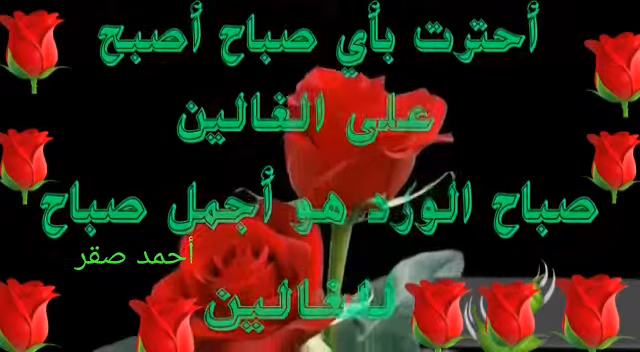 أحترت بأي صباح أصبح
على الغالين
صباح الورد هو أجمل صباح
أحمد صقر
للغالين